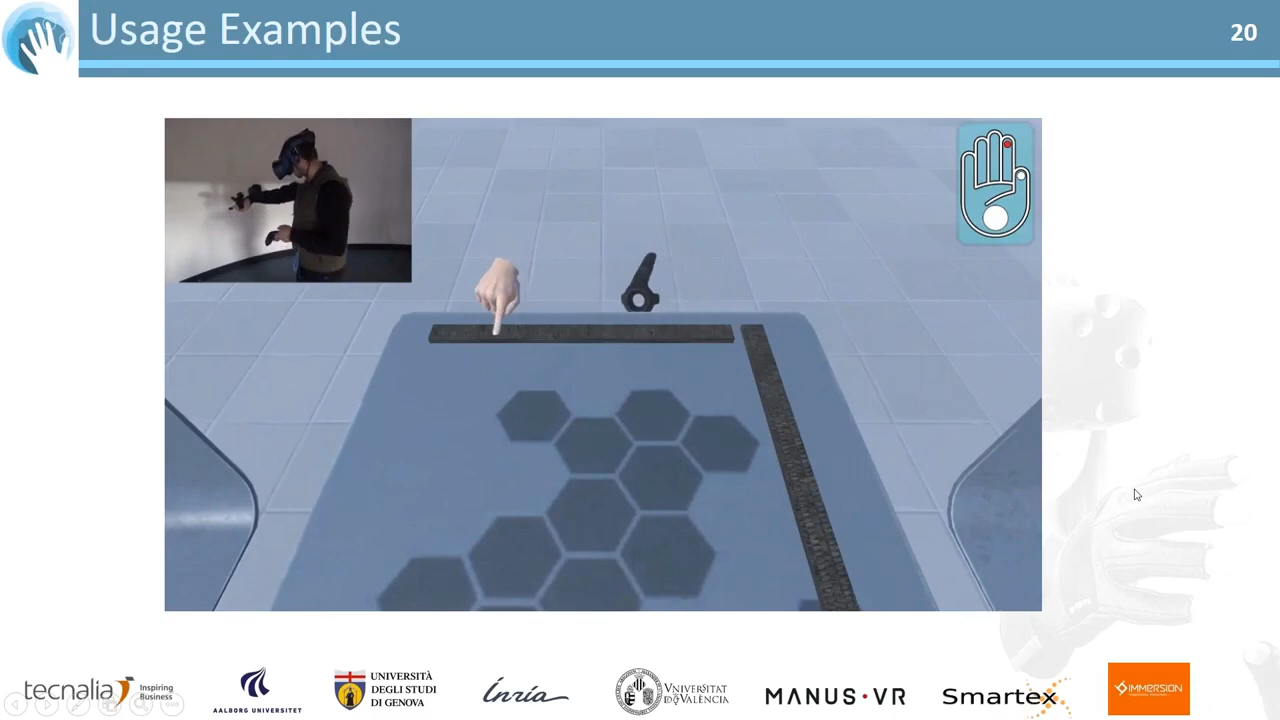 Usage Examples
20
tecnalia
Inspiring
Business
AALBORG UNIVERSITET
UNIVERSITÀ
DEGLI STUDI
DI GENOVA
Inria
VNIVERSITAT
DE VALÈNCIA
MANUS·VR
Smartex
IMMERSION